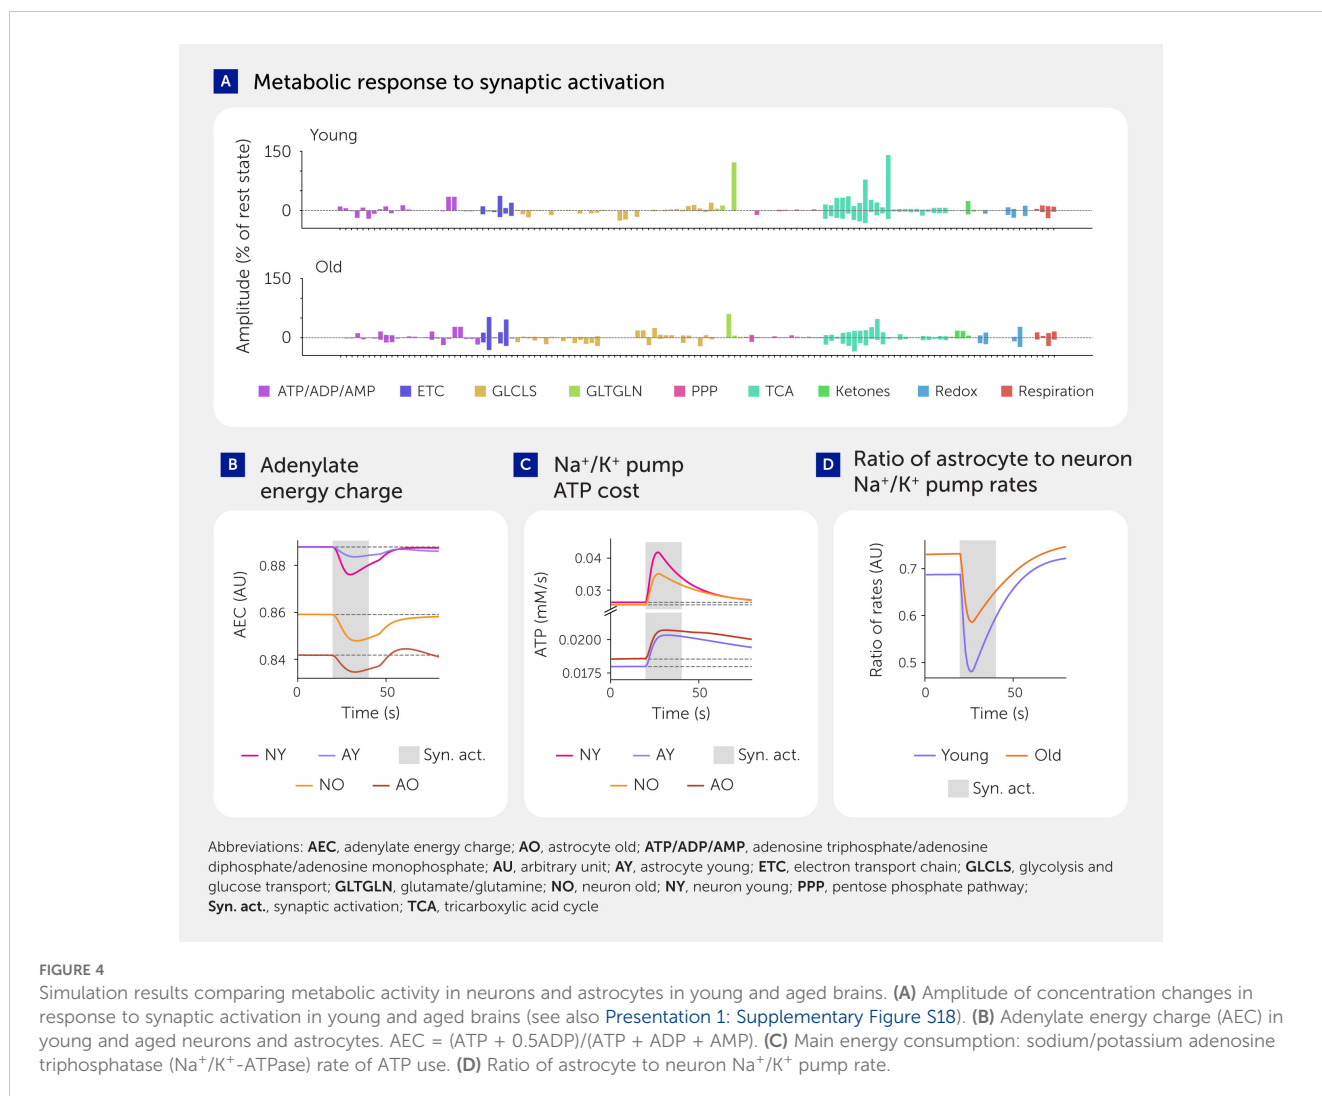 A Metabolic response to synaptic activation
Amplitude (% of rest state)
Young
150
0
Old
150
0
ATP/ADP/AMP ETC GLCLS GLTGLN PPP TCA Ketones Redox Respiration
B Adenylate
energy charge
AEC (AU)
0.88
0.86
0.84
0 50
Time (s)
NY AY Syn. act.
NO AO
C Na⁺/K⁺ pump
ATP cost
ATP (mM/s)
0.04
0.03
0.0200
0.0175
0 50
Time (s)
NY AY Syn. act.
NO AO
D Ratio of astrocyte to neuron
Na⁺/K⁺ pump rates
Ratio of rates (AU)
0.7
0.6
0.5
0 50
Time (s)
Young Old
Syn. act.
Abbreviations: AEC, adenylate energy charge; AO, astrocyte old; ATP/ADP/AMP, adenosine triphosphate/adenosine
diphosphate/adenosine monophosphate; AU, arbitrary unit; AY, astrocyte young; ETC, electron transport chain; GLCLS, glycolysis and
glucose transport; GLTGLN, glutamate/glutamine; NO, neuron old; NY, neuron young; PPP, pentose phosphate pathway;
Syn. act., synaptic activation; TCA, tricarboxylic acid cycle
FIGURE 4
Simulation results comparing metabolic activity in neurons and astrocytes in young and aged brains. (A) Amplitude of concentration changes in
response to synaptic activation in young and aged brains (see also Presentation 1: Supplementary Figure S18). (B) Adenylate energy charge (AEC) in
young and aged neurons and astrocytes. AEC = (ATP + 0.5ADP)/(ATP + ADP + AMP). (C) Main energy consumption: sodium/potassium adenosine
triphosphatase (Na⁺/K⁺-ATPase) rate of ATP use. (D) Ratio of astrocyte to neuron Na⁺/K⁺ pump rate.